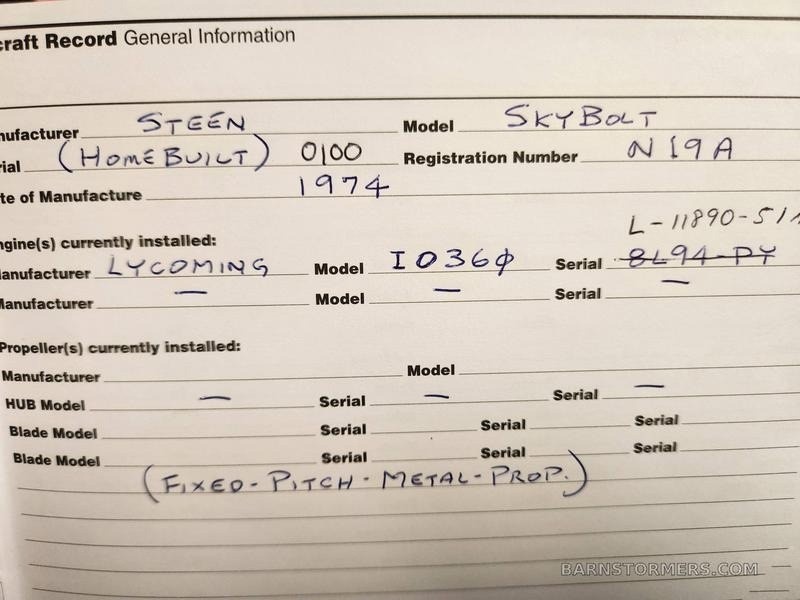 craft Record General Information
nufacturer STEEN Model SKYBOLT
rial (HOMEBUILT) 0100 Registration Number N19A
te of Manufacture 1974
ngine(s) currently installed:
L-11890-51A
anufacturer LYCOMING Model IO360 Serial 8L94-PY
Manufacturer — Model — Serial —
Propeller(s) currently installed:
Manufacturer Model
HUB Model — Serial — Serial —
Blade Model Serial Serial Serial
Blade Model Serial Serial Serial
(FIXED-PITCH-METAL-PROP.)
BARNSTORMERS.COM